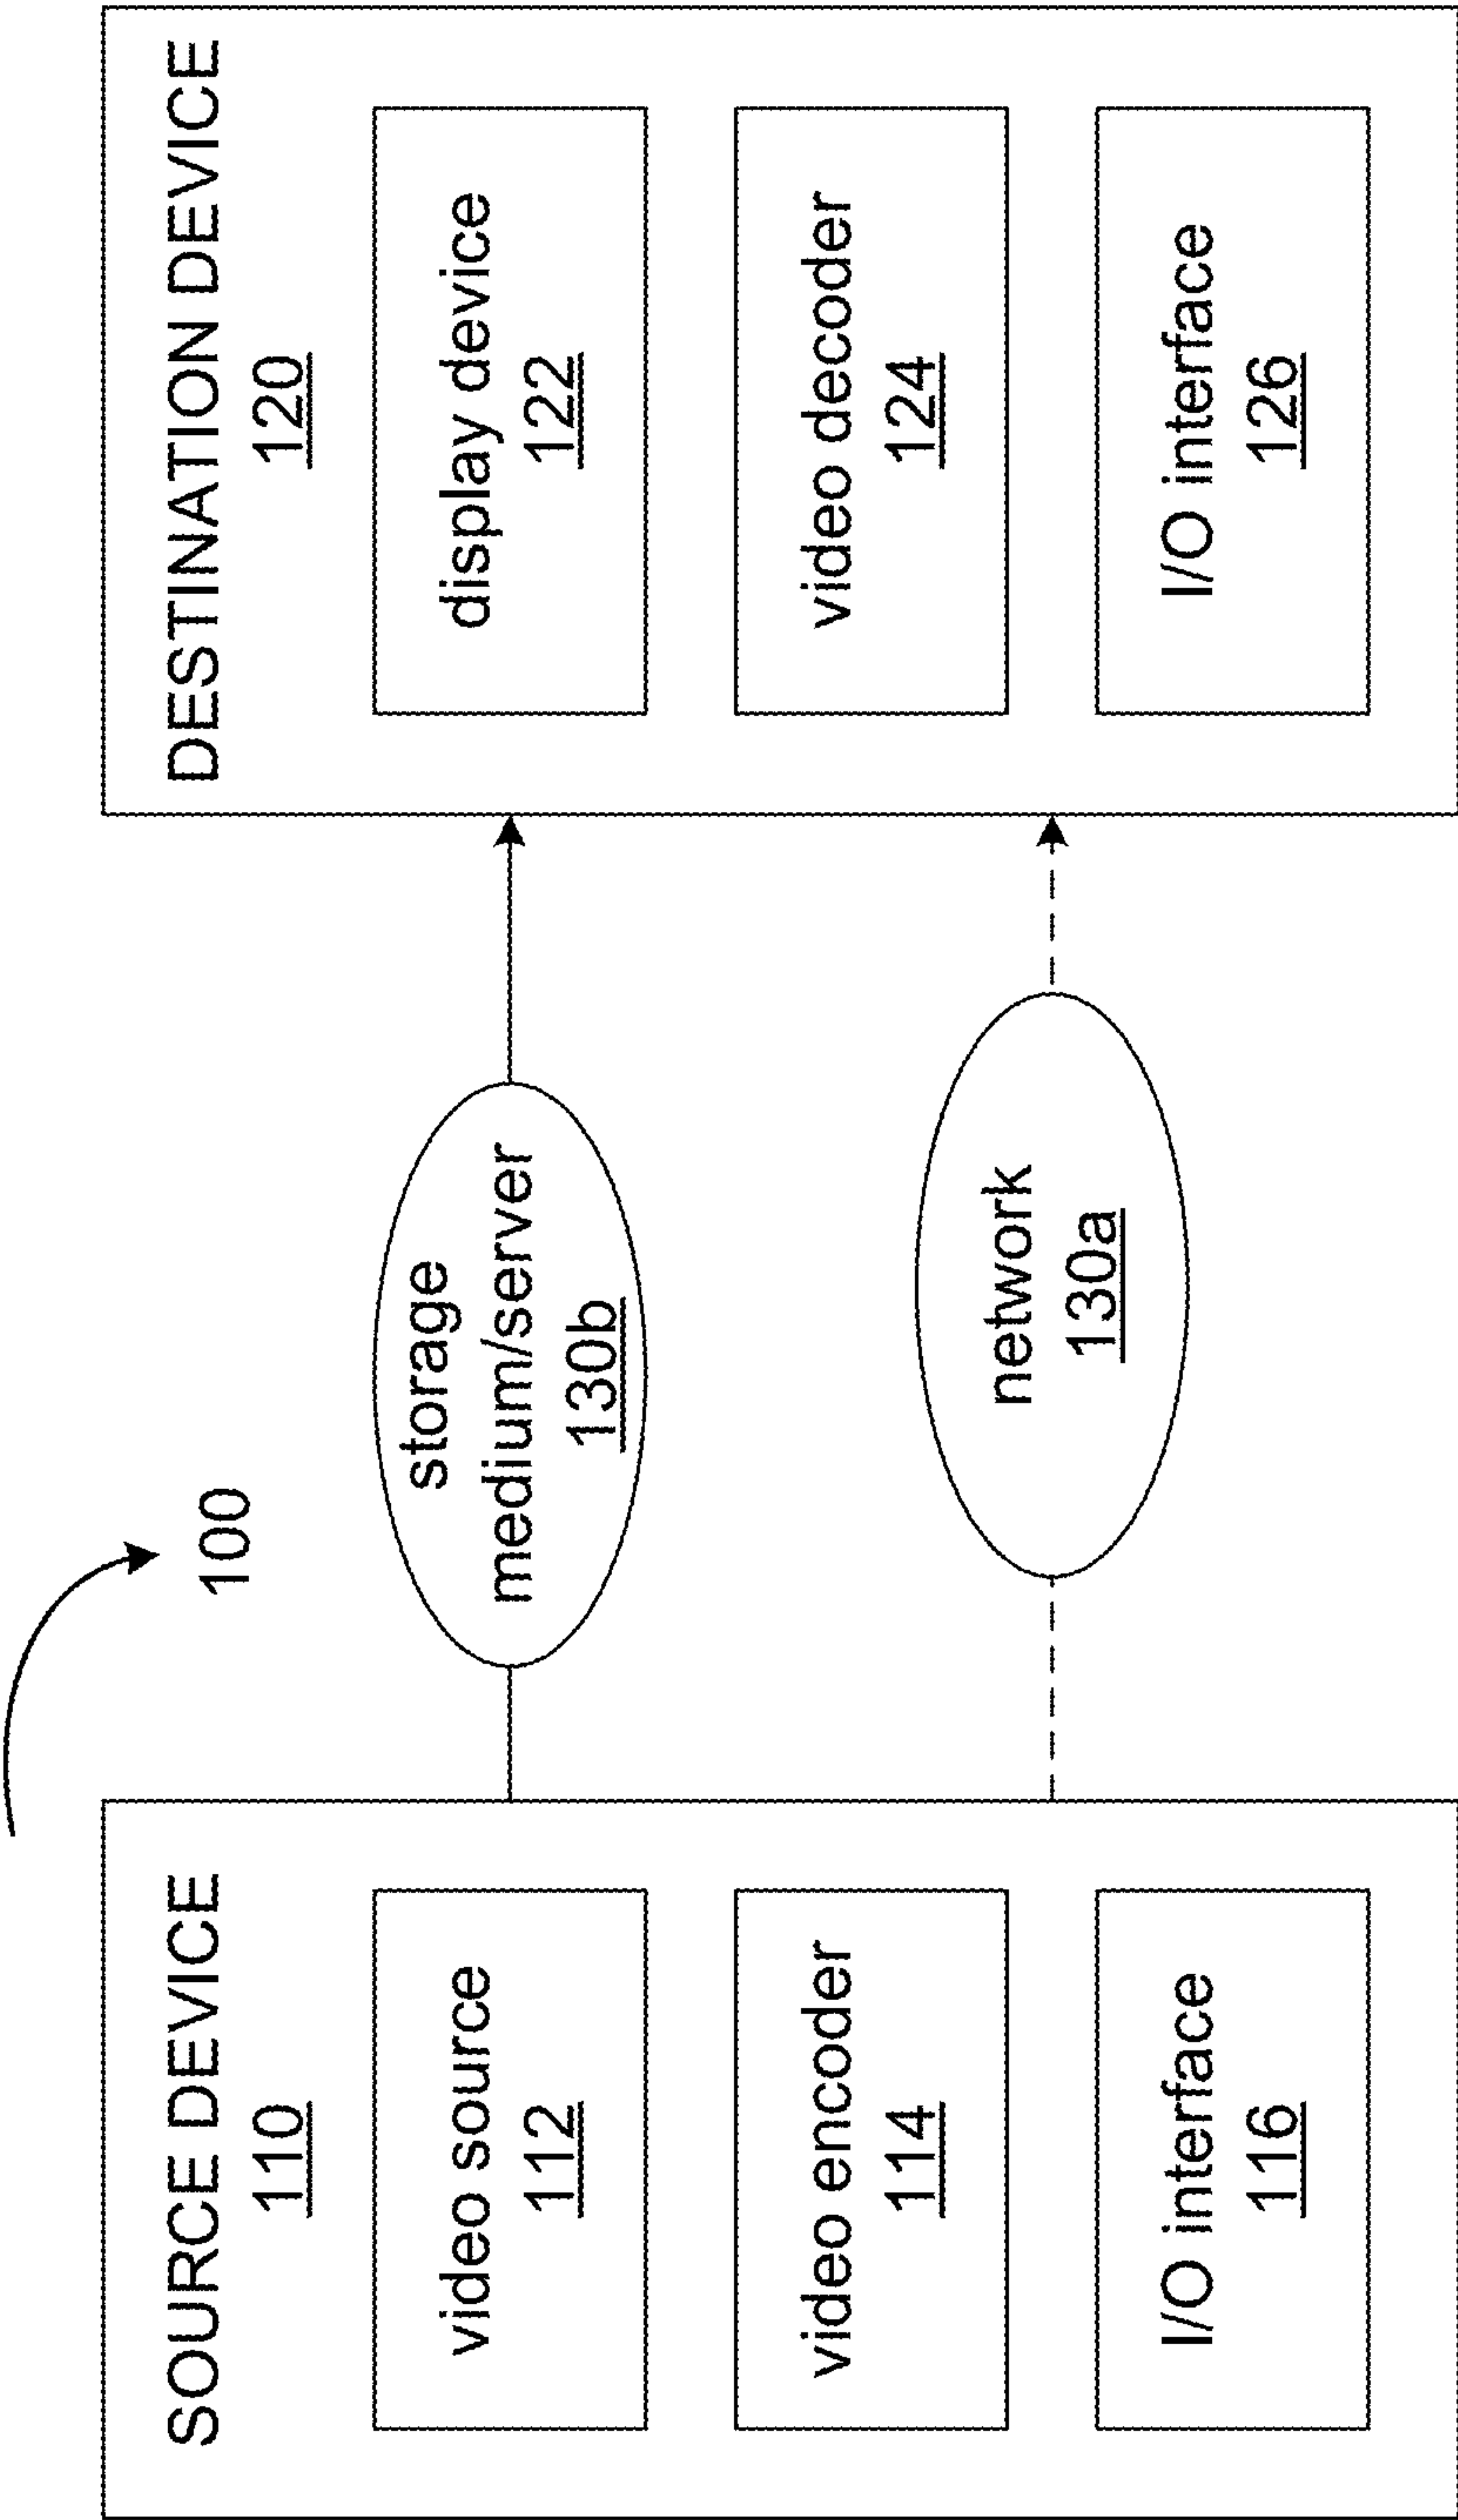 100
SOURCE DEVICE
110
video source
112
video encoder
114
I/O interface
116
storage
medium/server
130b
network
130a
DESTINATION DEVICE
120
display device
122
video decoder
124
I/O interface
126